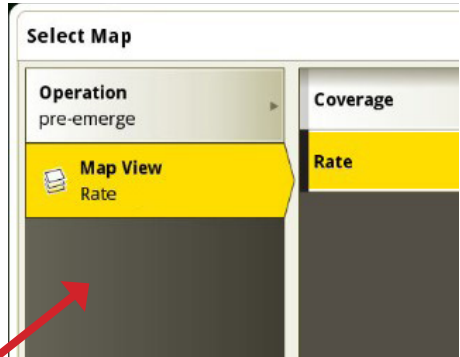 Select Map
Operation
pre-emerge
Coverage
Map View
Rate
Rate